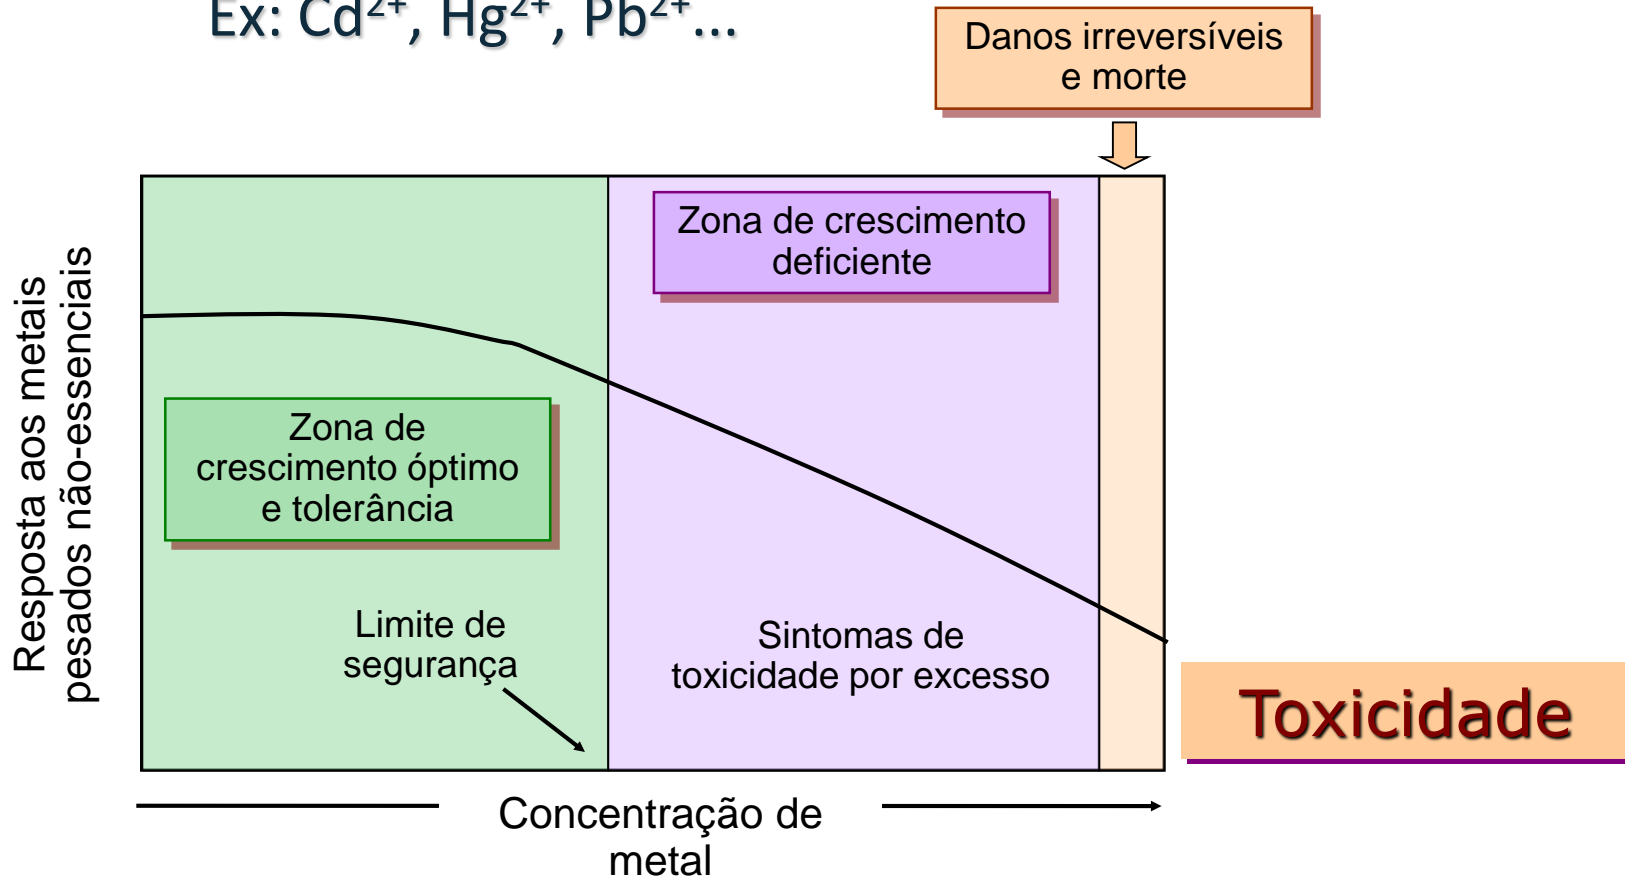 Ex: Cd²⁺, Hg²⁺, Pb²⁺...
Danos irreversíveis
e morte
Zona de crescimento
deficiente
Resposta aos metais
pesados não-essenciais
Zona de
crescimento óptimo
e tolerância
Limite de
segurança
Sintomas de
toxicidade por excesso
Toxicidade
Concentração de
metal